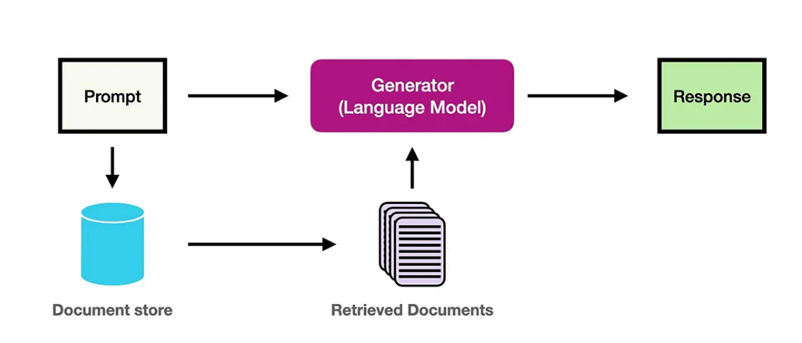 Prompt
Generator
(Language Model)
Response
Document store
Retrieved Documents